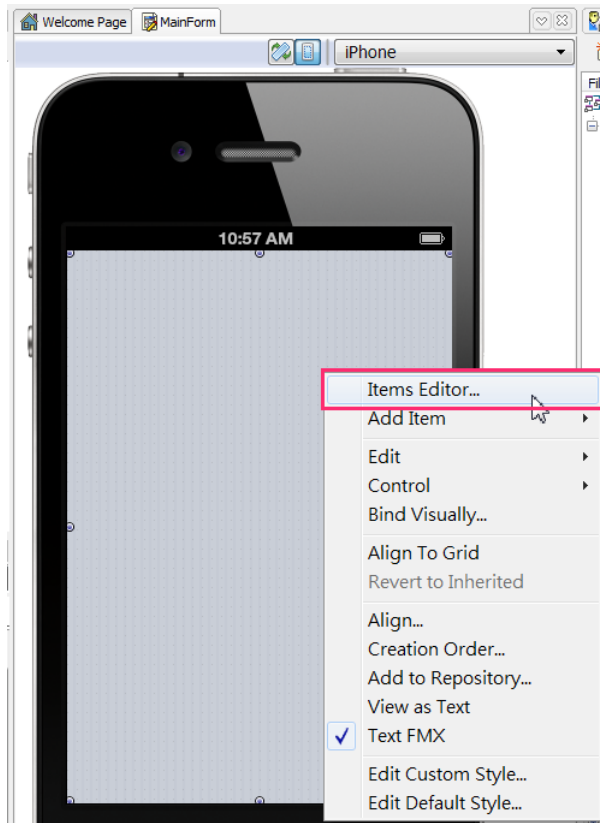 Welcome Page
MainForm
iPhone
10:57 AM
Items Editor...
Add Item
Edit
Control
Bind Visually...
Align To Grid
Revert to Inherited
Align...
Creation Order...
Add to Repository...
View as Text
Text FMX
Edit Custom Style...
Edit Default Style...